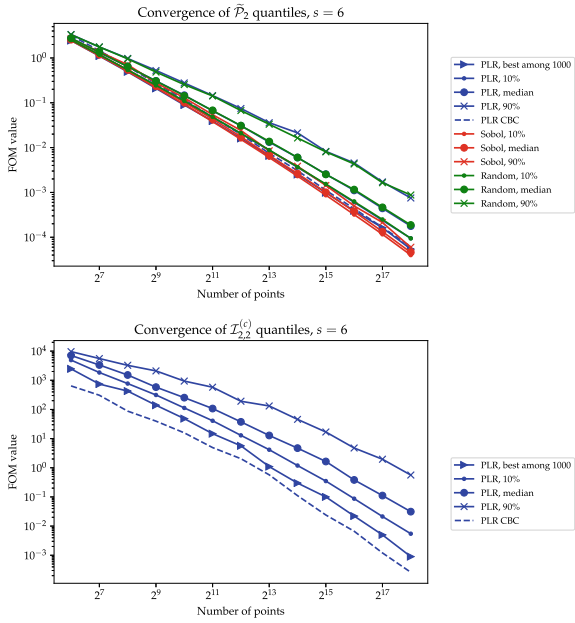 Convergence of P̃₂ quantiles, s = 6
FOM value
10⁰
10⁻¹
10⁻²
10⁻³
10⁻⁴
2⁷
2⁹
2¹¹
2¹³
2¹⁵
2¹⁷
Number of points
PLR, best among 1000
PLR, 10%
PLR, median
PLR, 90%
PLR CBC
Sobol, 10%
Sobol, median
Sobol, 90%
Random, 10%
Random, median
Random, 90%
Convergence of I₂,₂⁽ᶜ⁾ quantiles, s = 6
FOM value
10⁴
10³
10²
10¹
10⁰
10⁻¹
10⁻²
10⁻³
2⁷
2⁹
2¹¹
2¹³
2¹⁵
2¹⁷
Number of points
PLR, best among 1000
PLR, 10%
PLR, median
PLR, 90%
PLR CBC